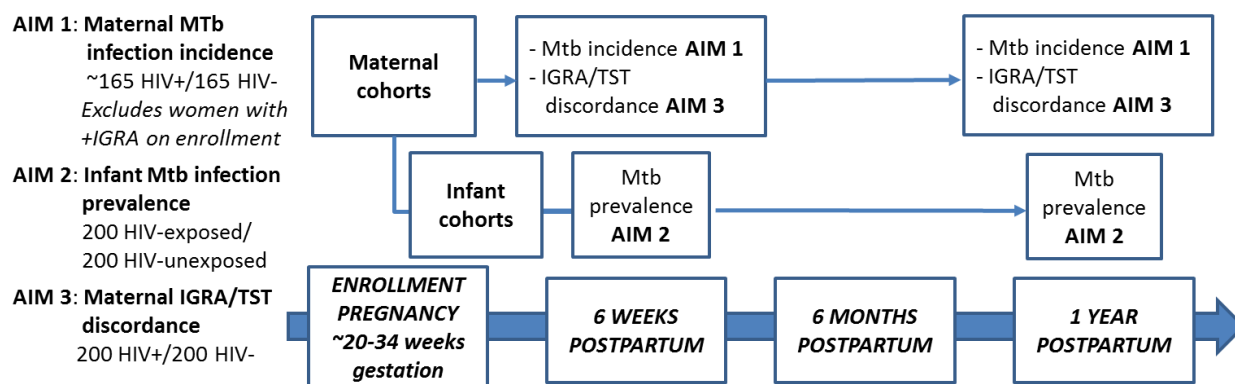 AIM 1: Maternal MTb
infection incidence
~165 HIV+/165 HIV-
Excludes women with
+IGRA on enrollment
AIM 2: Infant Mtb infection
prevalence
200 HIV-exposed/
200 HIV-unexposed
AIM 3: Maternal IGRA/TST
discordance
200 HIV+/200 HIV-
Maternal
cohorts
- Mtb incidence AIM 1
- IGRA/TST
discordance AIM 3
- Mtb incidence AIM 1
- IGRA/TST
discordance AIM 3
Infant
cohorts
Mtb
prevalence
AIM 2
Mtb
prevalence
AIM 2
ENROLLMENT
PREGNANCY
~20-34 weeks
gestation
6 WEEKS
POSTPARTUM
6 MONTHS
POSTPARTUM
1 YEAR
POSTPARTUM